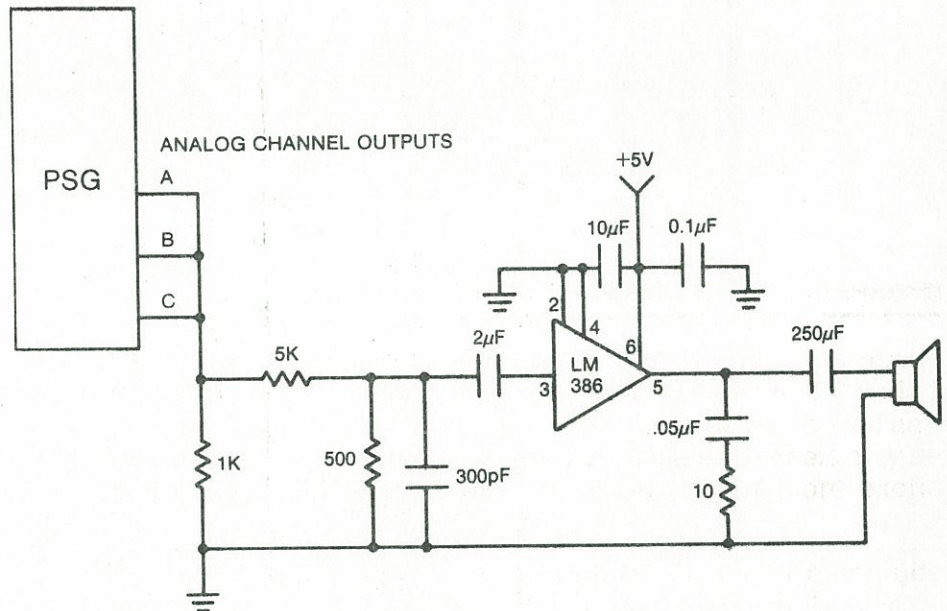 ANALOG CHANNEL OUTPUTS
PSG
A
B
C
+5V
10μF
0.1μF
2
4
6
2μF
LM
386
3
5
250μF
5K
.05μF
1K
500
300pF
10